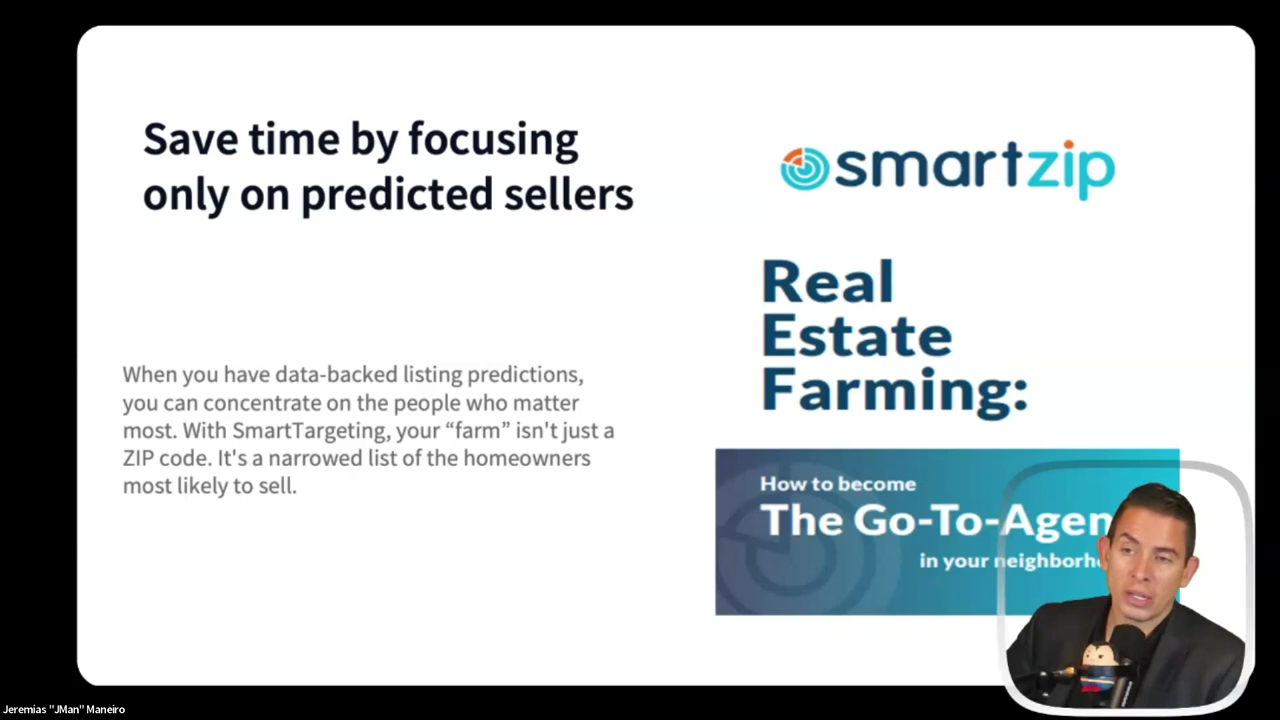 Save time by focusing
only on predicted sellers
When you have data-backed listing predictions,
you can concentrate on the people who matter
most. With SmartTargeting, your “farm” isn't just a
ZIP code. It's a narrowed list of the homeowners
most likely to sell.
smartzip
Real
Estate
Farming:
How to become
The Go-To-Agen
in your neighborh
Jeremias "JMan" Maneiro